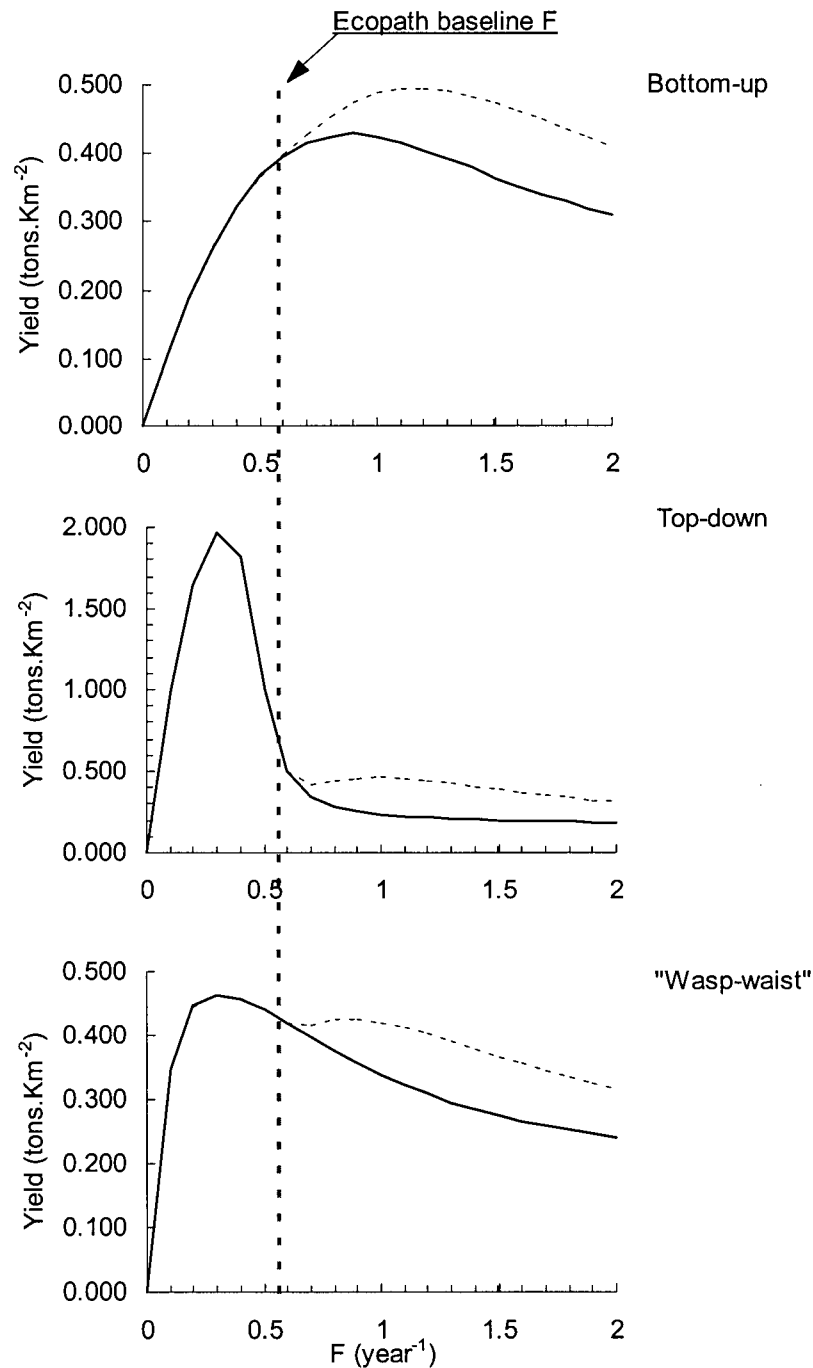 Ecopath baseline F
Bottom-up
Yield (tons.Km⁻²)
0.500
0.400
0.300
0.200
0.100
0.000
0 0.5 1 1.5 2
Top-down
Yield (tons.Km⁻²)
2.000
1.500
1.000
0.500
0.000
0 0.5 1 1.5 2
"Wasp-waist"
Yield (tons.Km⁻²)
0.500
0.400
0.300
0.200
0.100
0.000
0 0.5 1 1.5 2
F (year⁻¹)